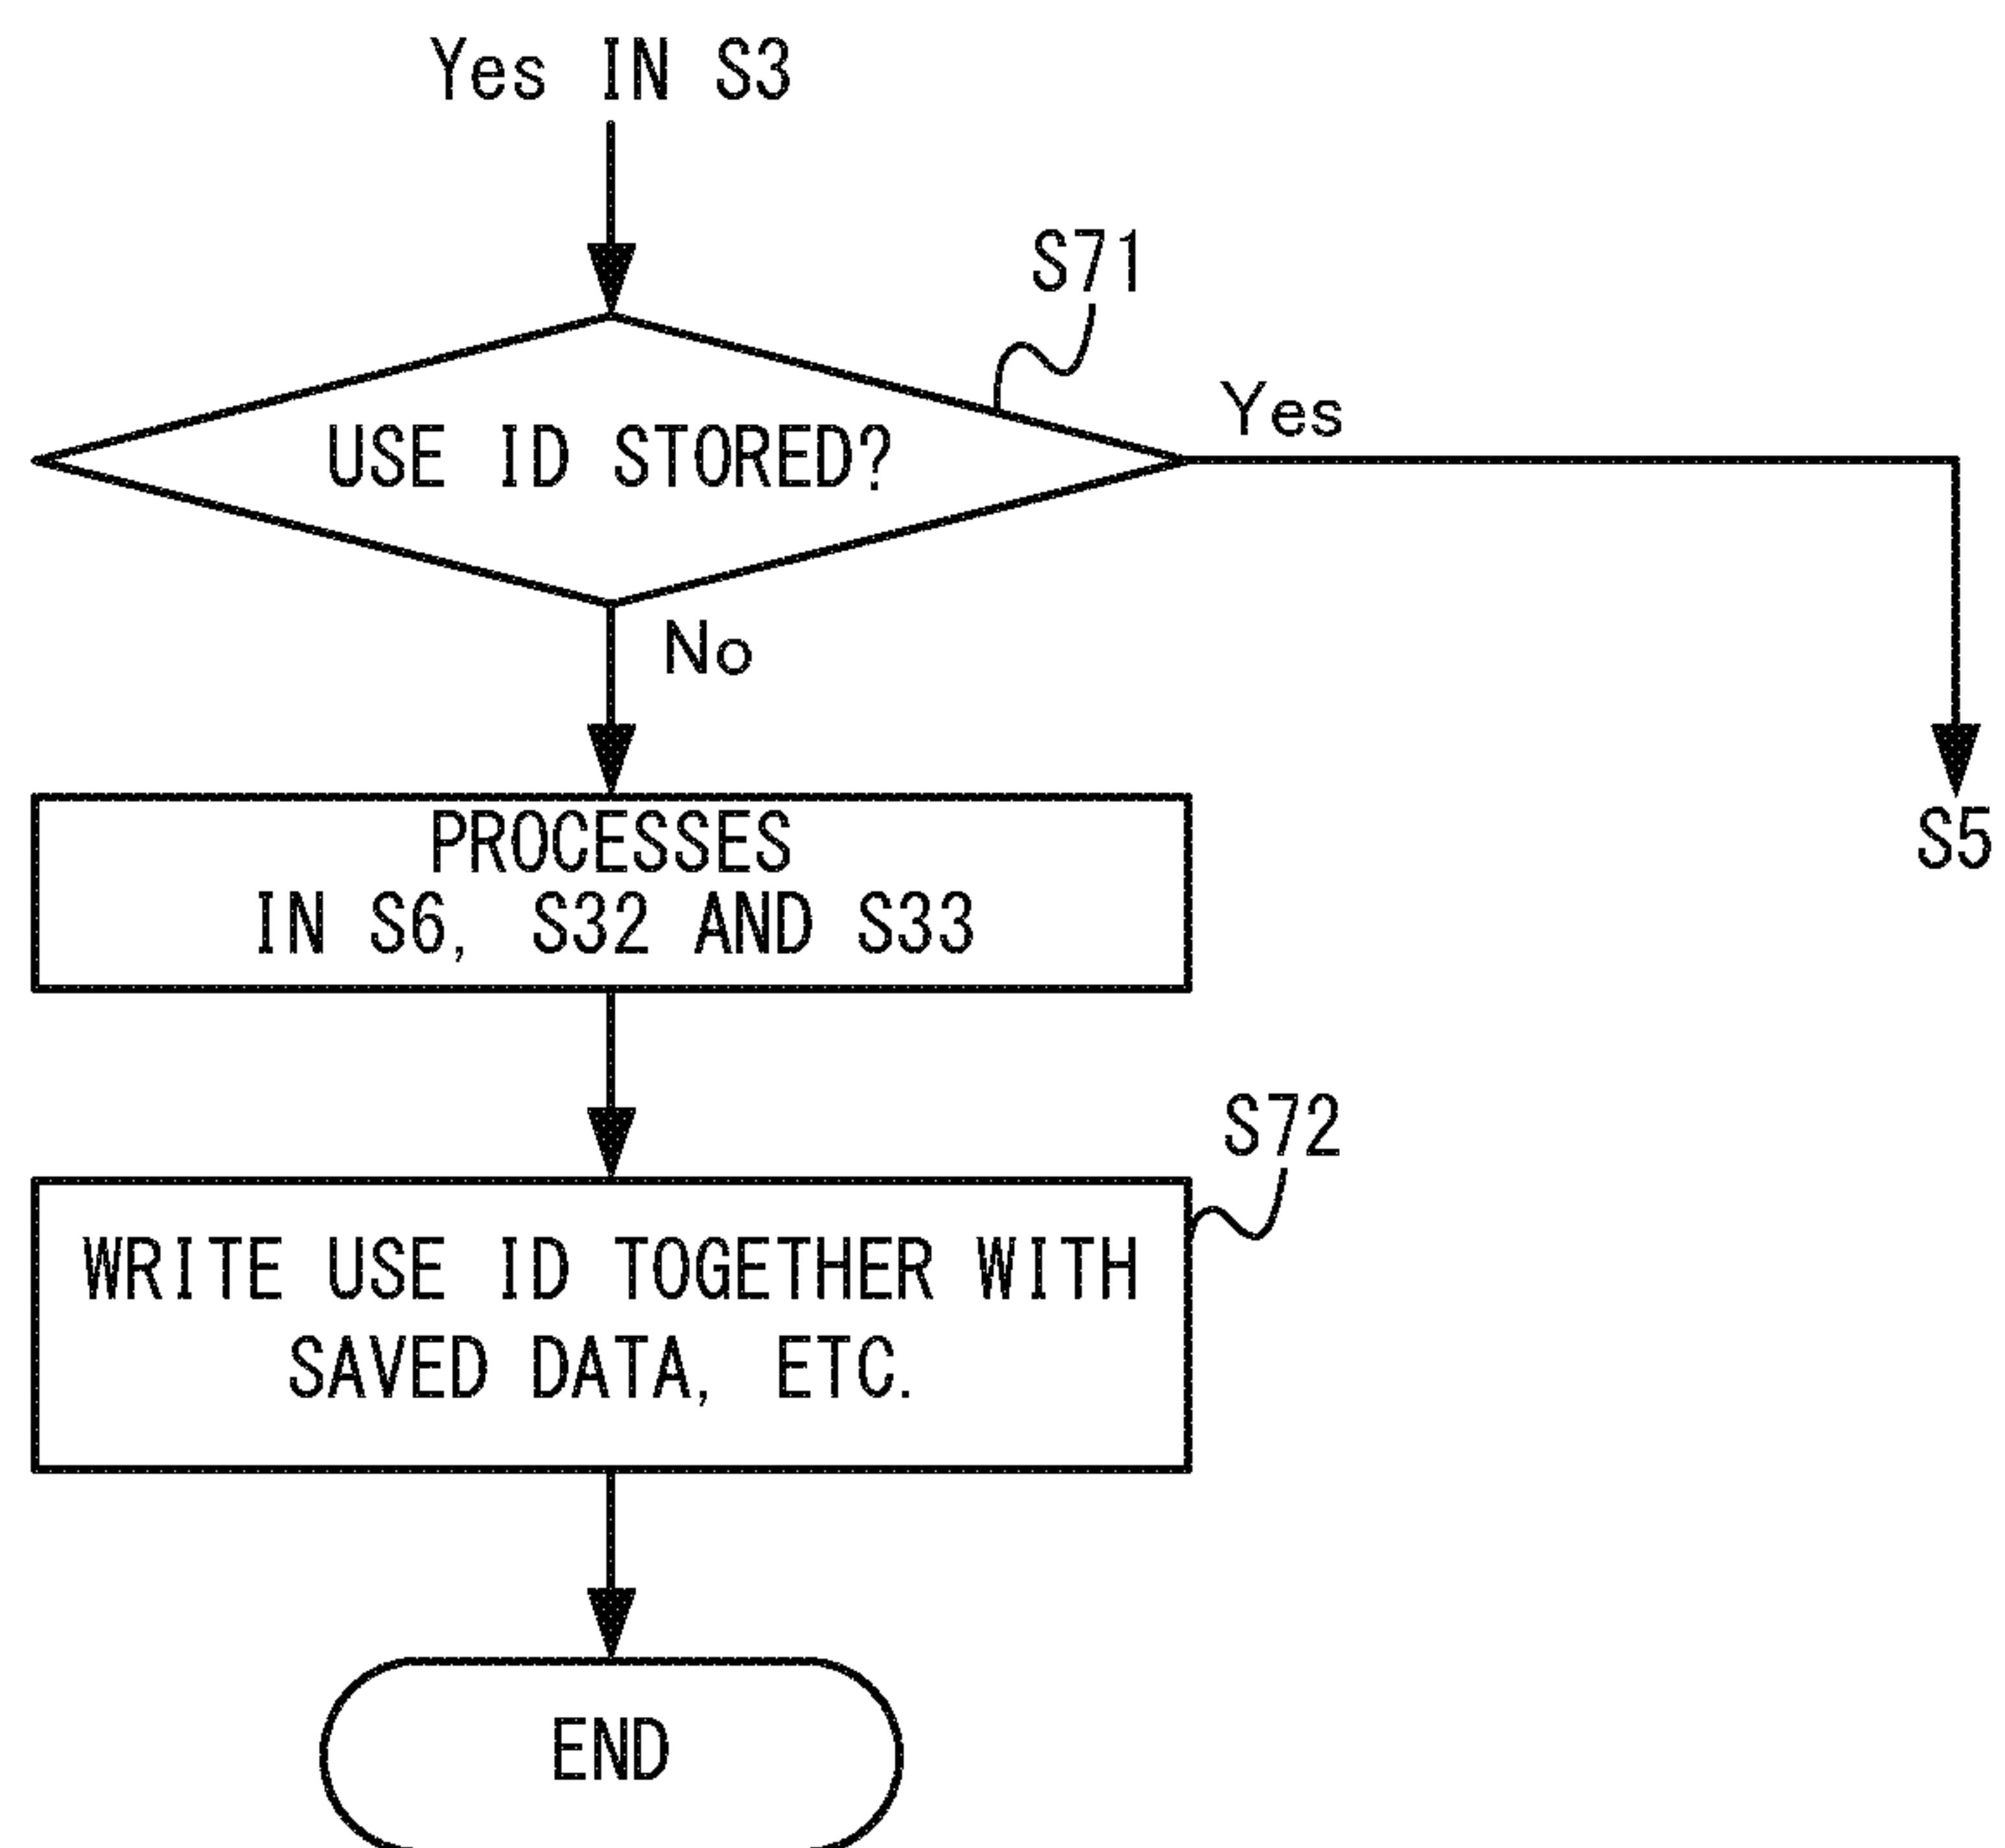 Yes IN S3
S71
USE ID STORED?
Yes
No
PROCESSES
IN S6, S32 AND S33
S5
S72
WRITE USE ID TOGETHER WITH
SAVED DATA, ETC.
END